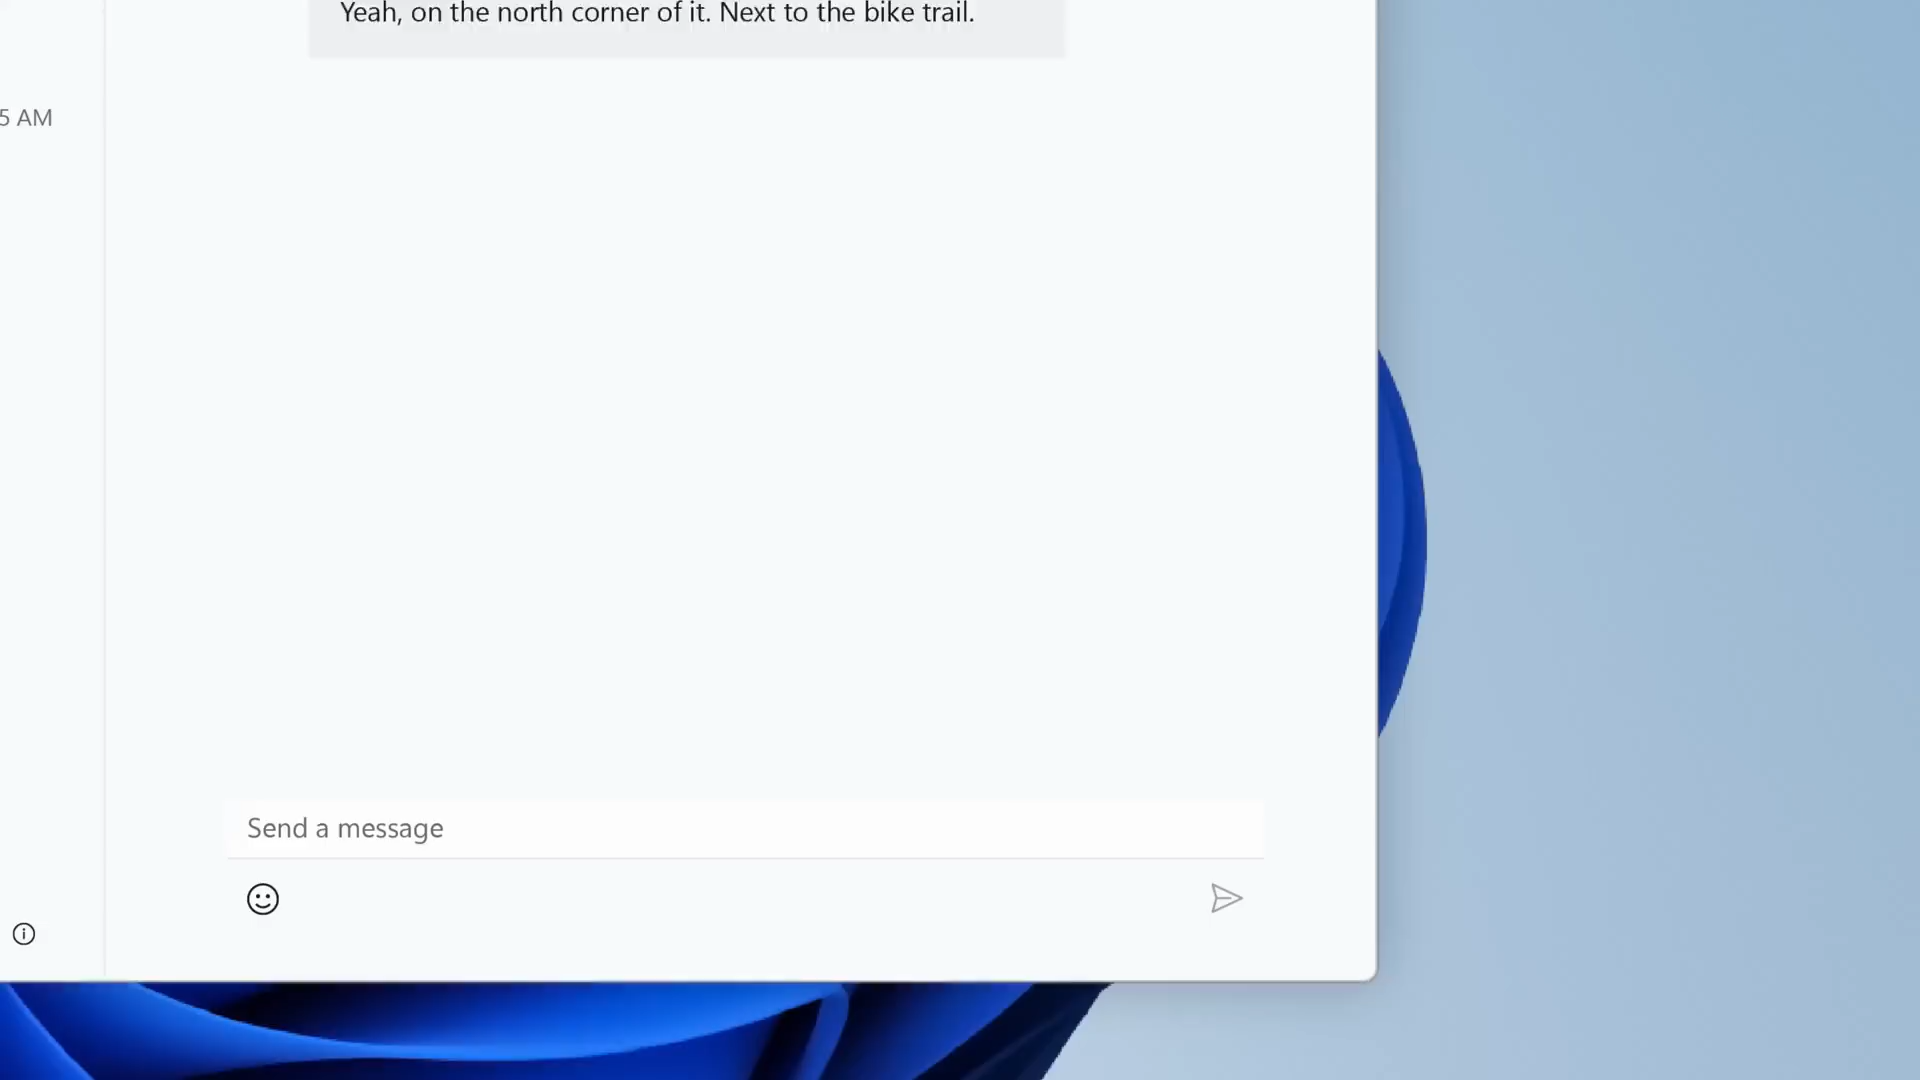 Yeah, on the north corner of it. Next to the bike trail.
5 AM
Send a message